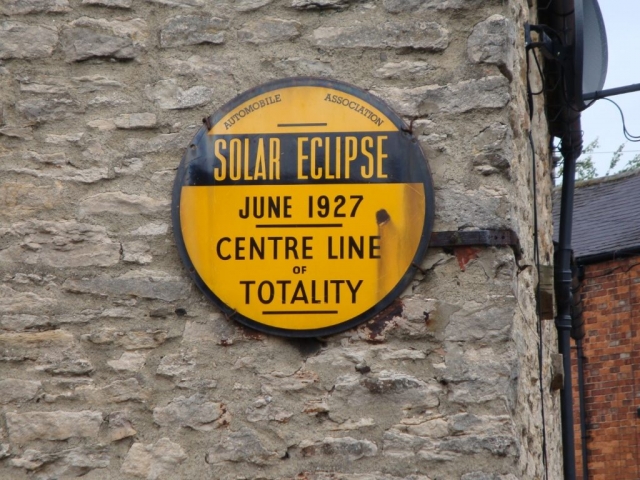 AUTOMOBILE ASSOCIATION
SOLAR ECLIPSE
JUNE 1927
CENTRE LINE
OF
TOTALITY